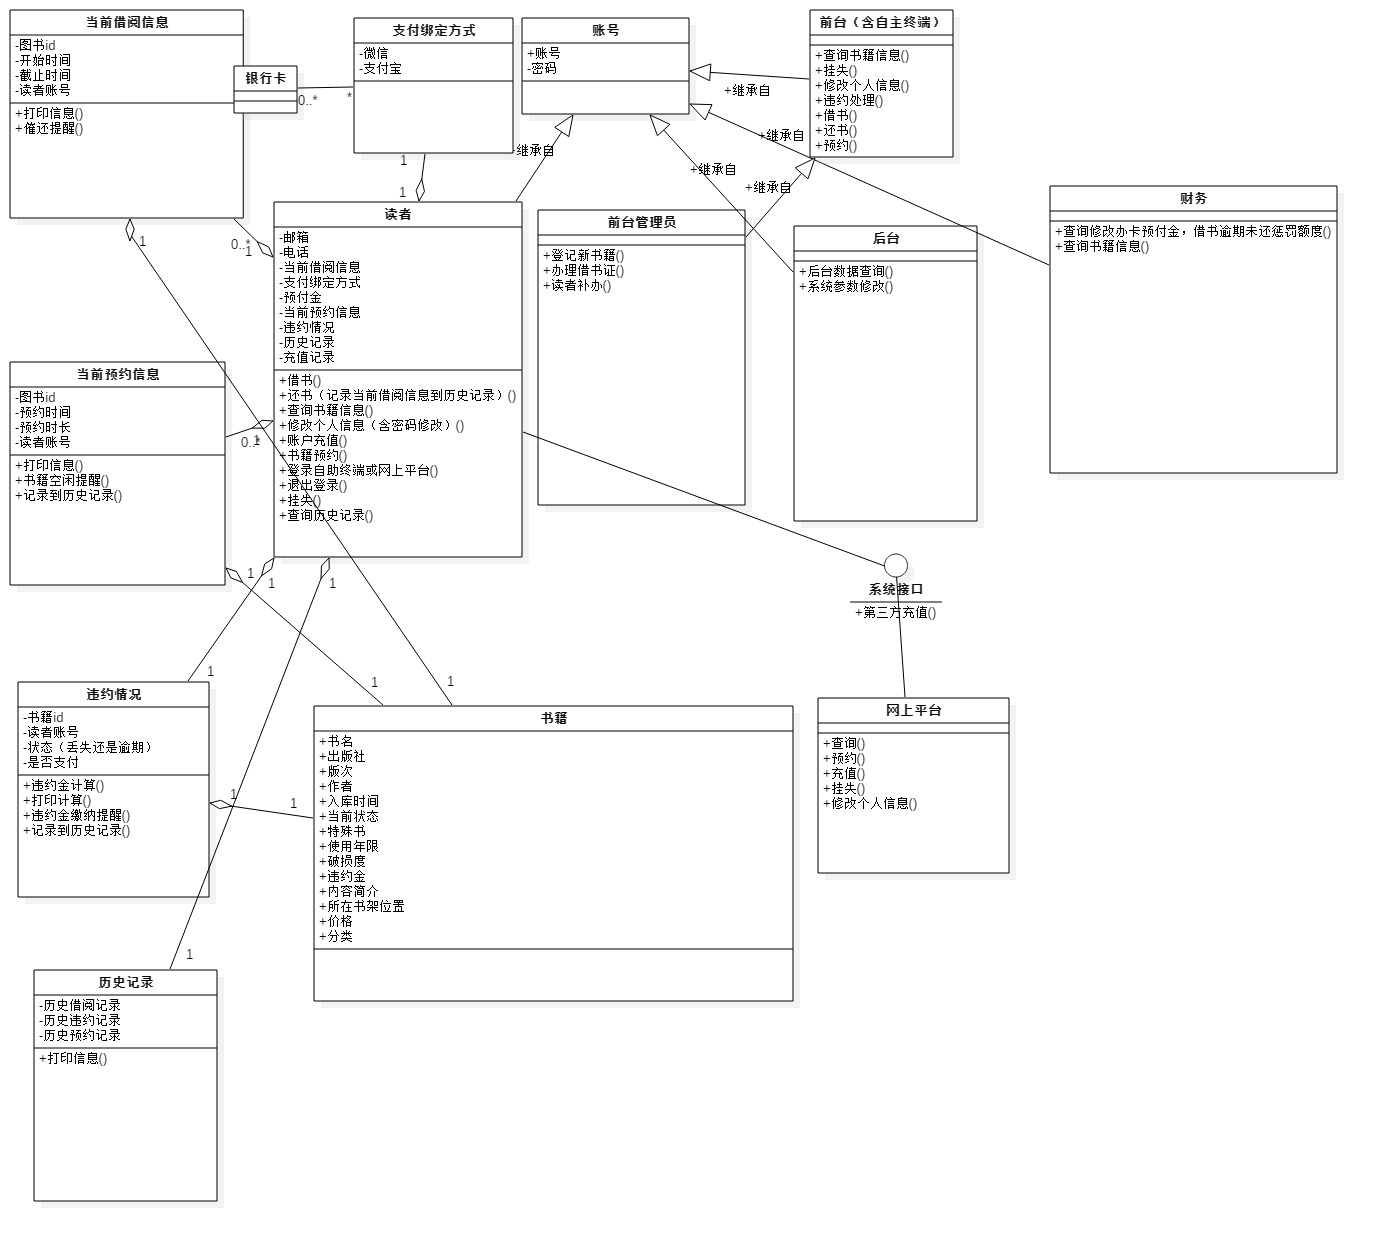 当前借阅信息
-图书id
-开始时间
-截止时间
-读者账号
+打印信息()
+催还提醒()
银行卡
0..*
*
支付绑定方式
-微信
-支付宝
账号
+账号
-密码
前台（含自主终端）
+查询书籍信息()
+挂失()
+修改个人信息()
+违约处理()
+借书()
+还书()
+预约()
+继承自
+继承自
+继承自
+继承自
+继承自
1
1
1
0..*
1
读者
-邮箱
-电话
-当前借阅信息
-支付绑定方式
-预付金
-当前预约信息
-违约情况
-历史记录
-充值记录
+借书()
+还书（记录当前借阅信息到历史记录）()
+查询书籍信息()
+修改个人信息（含密码修改）()
+账户充值()
+书籍预约()
+登录自助终端或网上平台()
+退出登录()
+挂失()
+查询历史记录()
前台管理员
+登记新书籍()
+办理借书证()
+读者补办()
后台
+后台数据查询()
+系统参数修改()
财务
+查询修改办卡预付金，借书逾期未还惩罚额度()
+查询书籍信息()
当前预约信息
-图书id
-预约时间
-预约时长
-读者账号
+打印信息()
+书籍空闲提醒()
+记录到历史记录()
0..*
1
1
1
1
系统接口
+第三方充值()
1
1
1
违约情况
-书籍id
-读者账号
-状态（丢失还是逾期）
-是否支付
+违约金计算()
+打印计算()
+违约金缴纳提醒()
+记录到历史记录()
1
1
书籍
+书名
+出版社
+版次
+作者
+入库时间
+当前状态
+特殊书
+使用年限
+破损度
+违约金
+内容简介
+所在书架位置
+价格
+分类
网上平台
+查询()
+预约()
+充值()
+挂失()
+修改个人信息()
1
历史记录
-历史借阅记录
-历史违约记录
-历史预约记录
+打印信息()